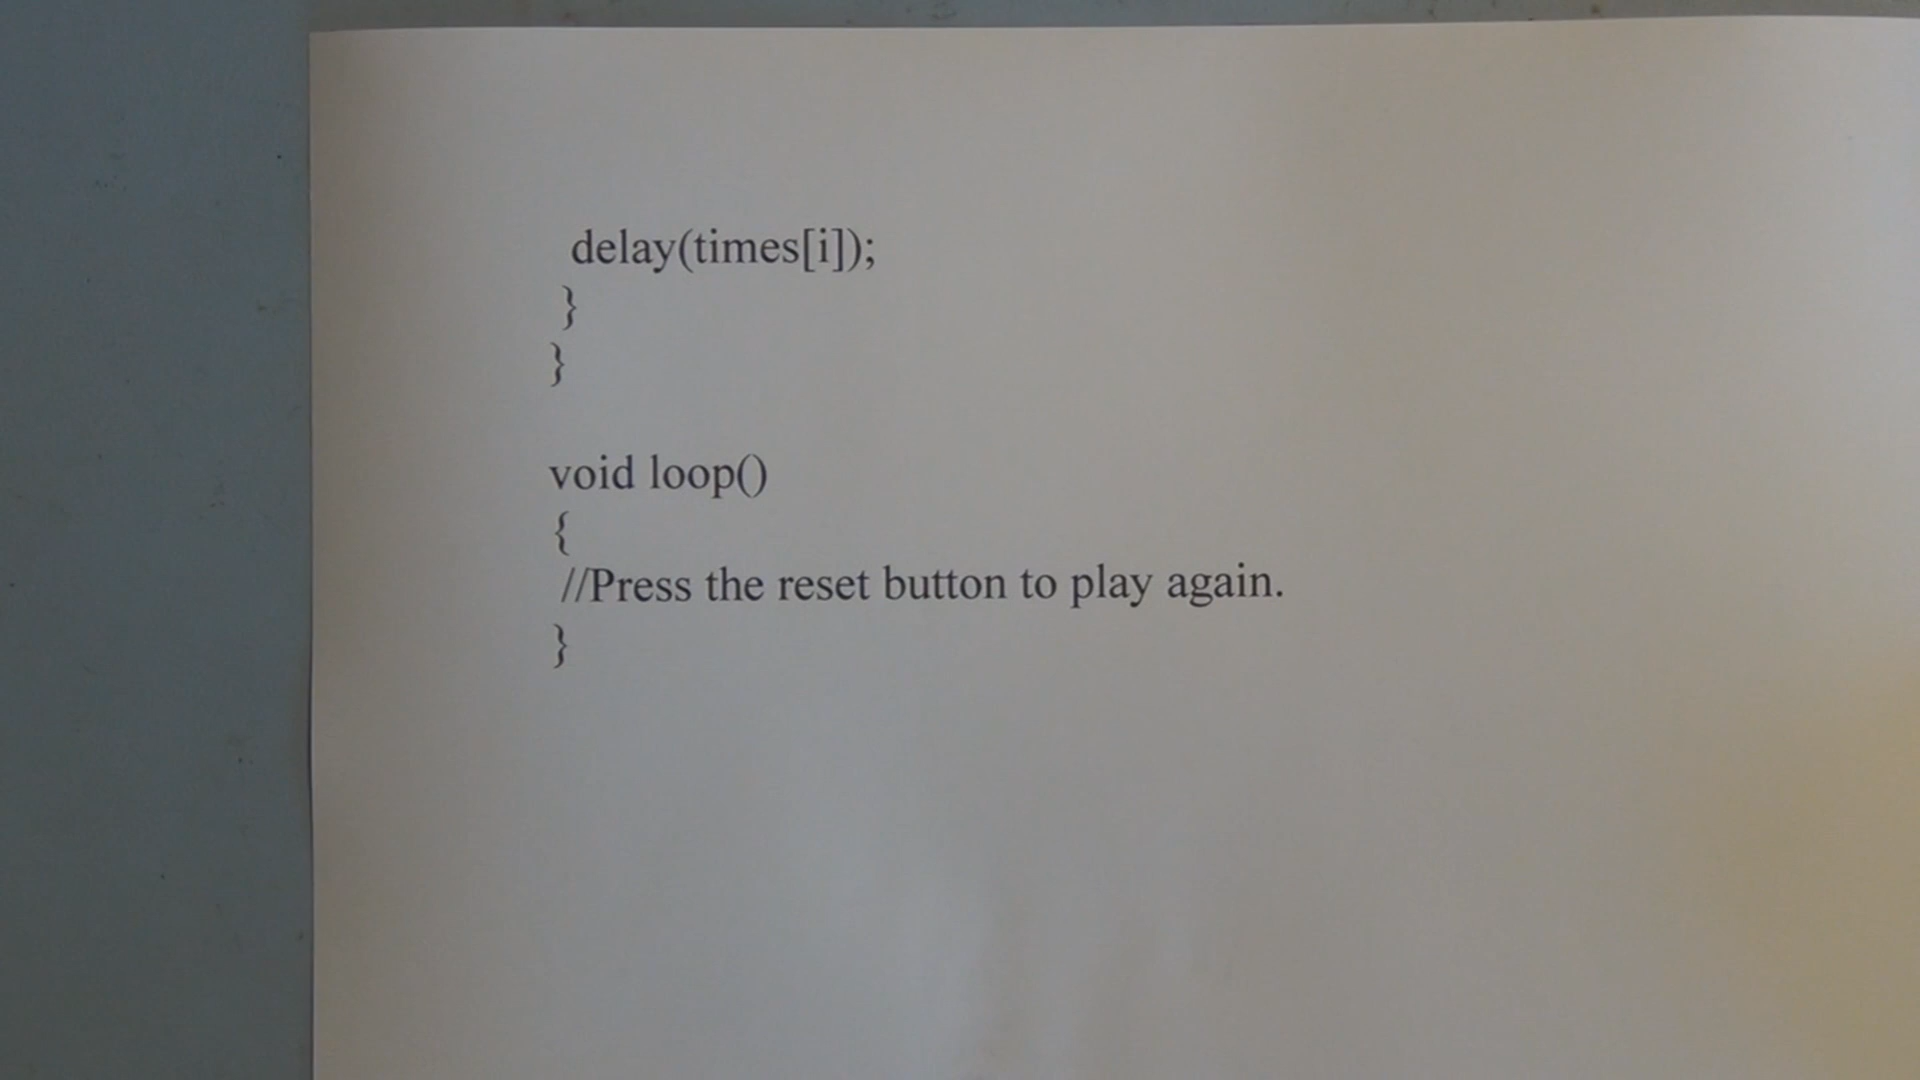 delay(times[i]);
}
}
void loop()
{
//Press the reset button to play again.
}